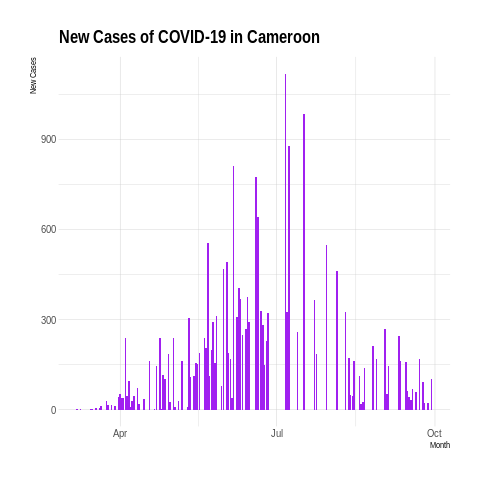 New Cases of COVID-19 in Cameroon
New Cases
900
600
300
0
Apr
Jul
Oct
Month